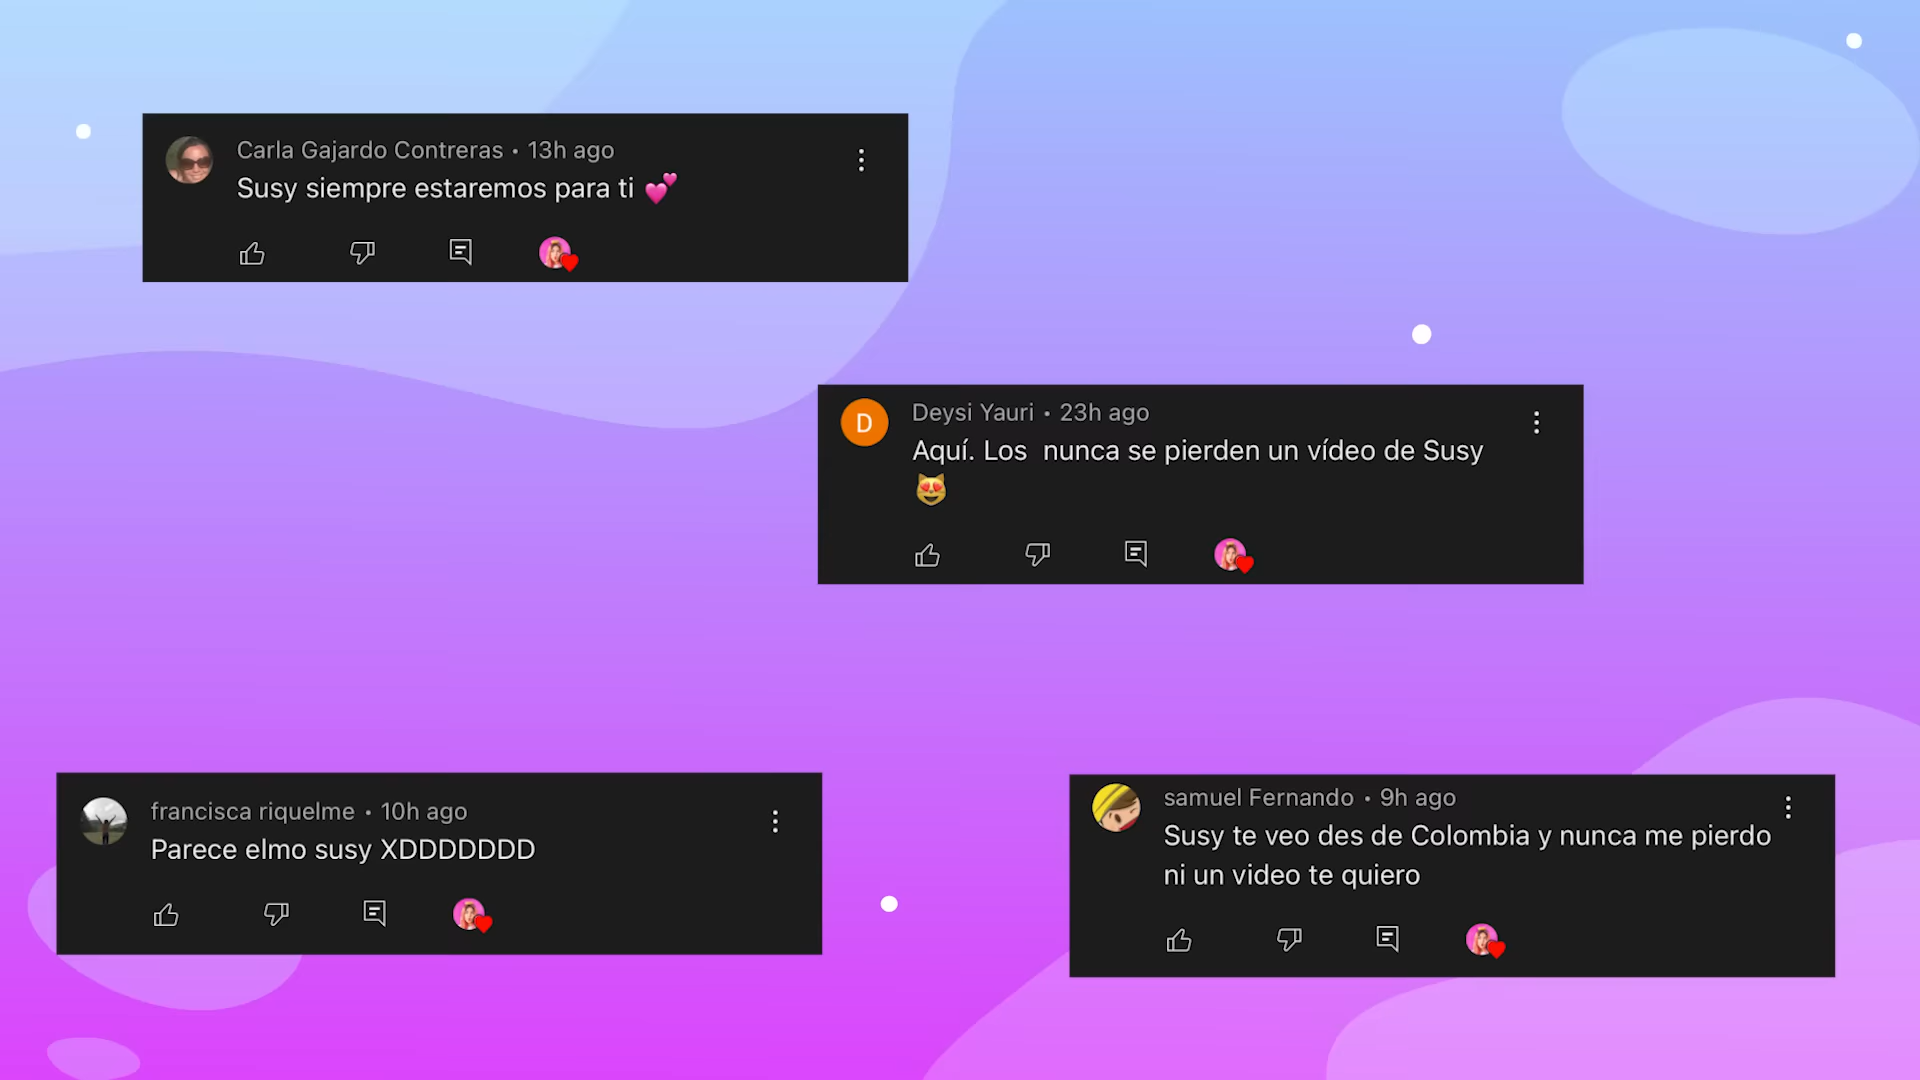 Carla Gajardo Contreras • 13h ago
Susy siempre estaremos para ti 💕
D
Deysi Yauri • 23h ago
Aquí. Los  nunca se pierden un vídeo de Susy
😻
francisca riquelme • 10h ago
Parece elmo susy XDDDDDDD
samuel Fernando • 9h ago
Susy te veo des de Colombia y nunca me pierdo
ni un video te quiero